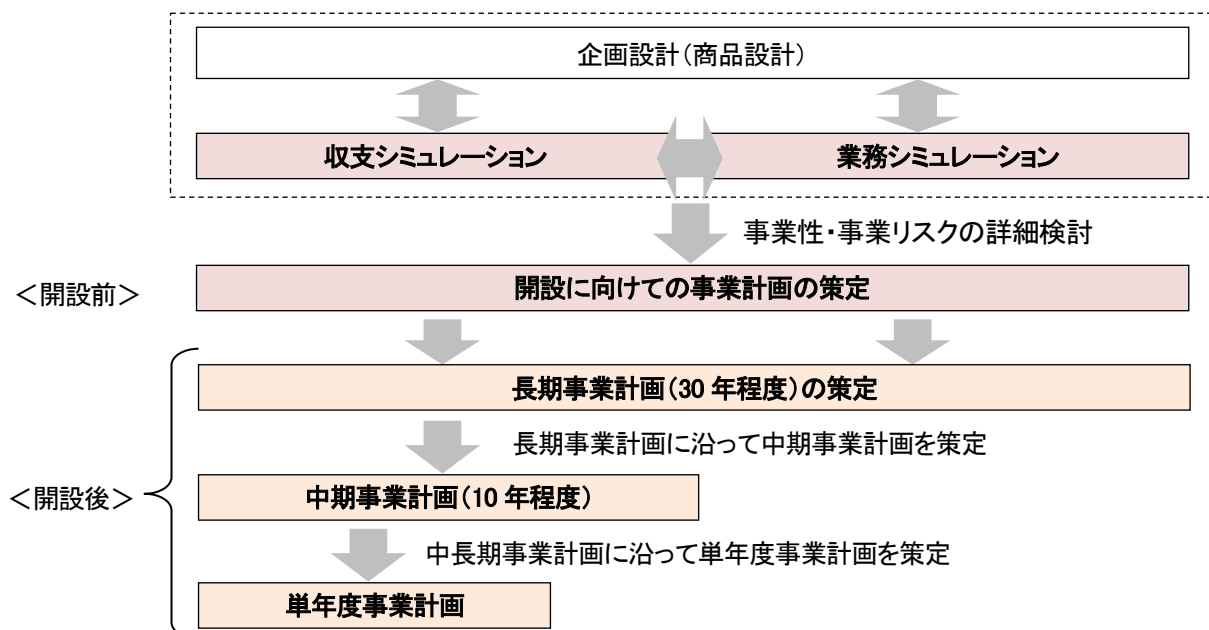 企画設計(商品設計)
収支シミュレーション
業務シミュレーション
事業性・事業リスクの詳細検討
<開設前>
開設に向けての事業計画の策定
長期事業計画(30 年程度)の策定
長期事業計画に沿って中期事業計画を策定
<開設後>
中期事業計画(10 年程度)
中長期事業計画に沿って単年度事業計画を策定
単年度事業計画